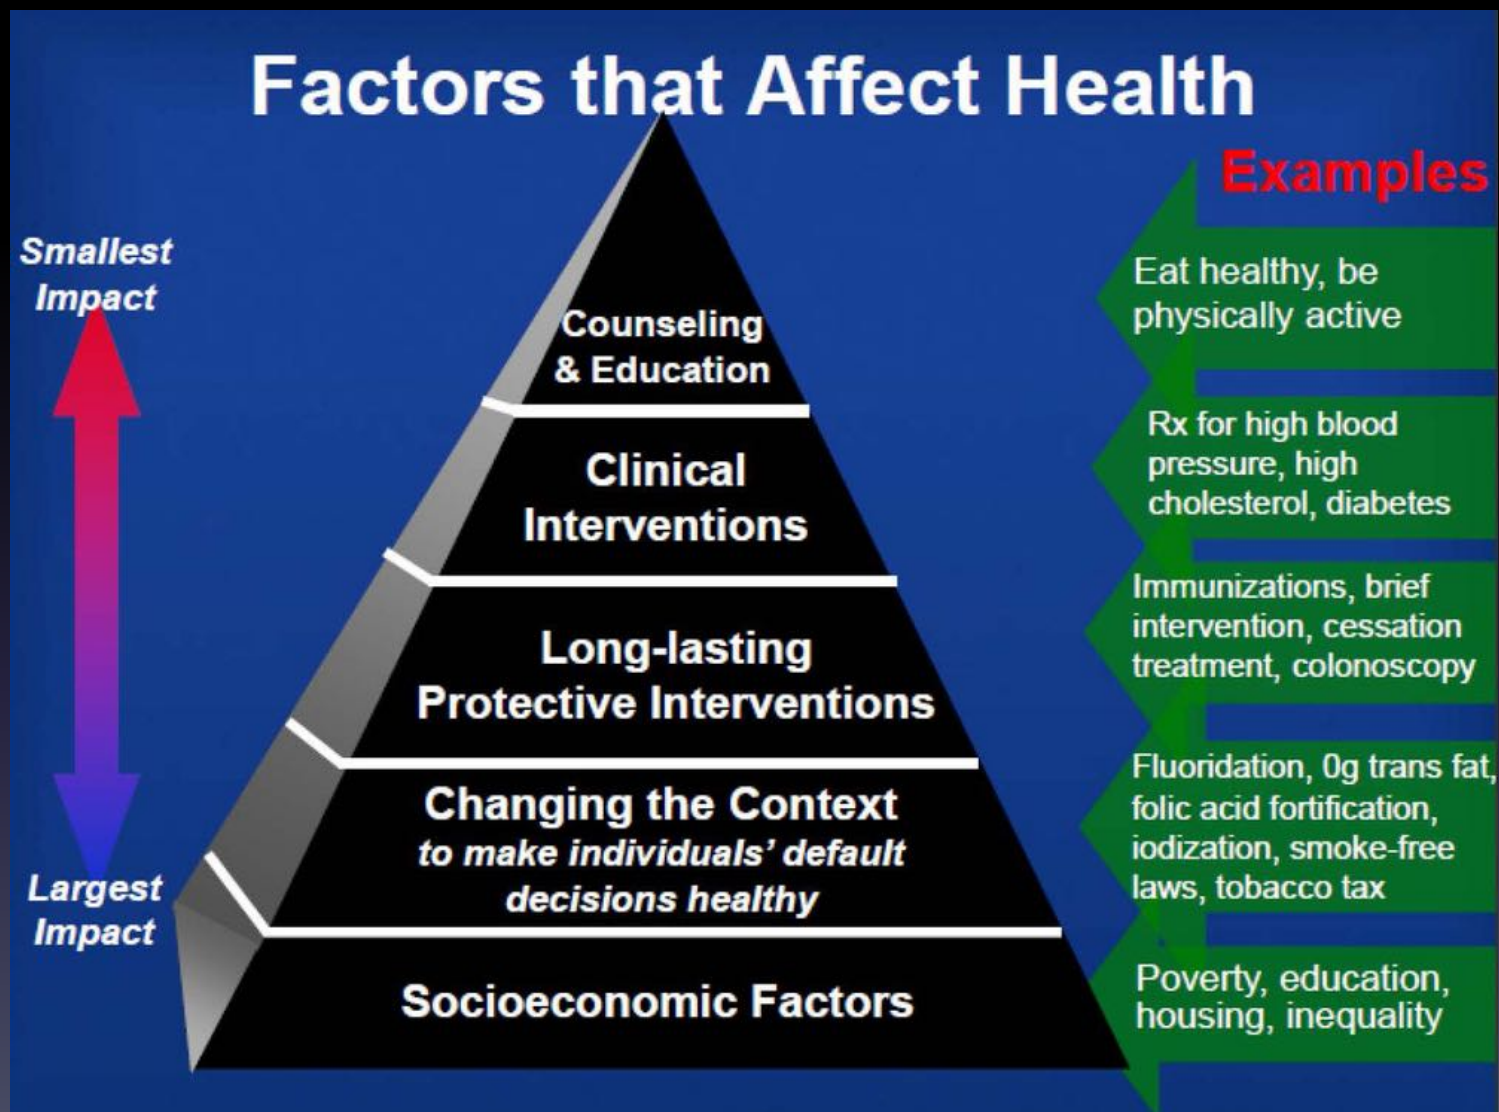 Factors that Affect Health
Examples
Smallest
Impact
Eat healthy, be
physically active
Counseling
& Education
Rx for high blood
pressure, high
cholesterol, diabetes
Clinical
Interventions
Immunizations, brief
intervention, cessation
treatment, colonoscopy
Long-lasting
Protective Interventions
Fluoridation, 0g trans fat,
folic acid fortification,
iodization, smoke-free
laws, tobacco tax
Changing the Context
to make individuals’ default
decisions healthy
Largest
Impact
Poverty, education,
housing, inequality
Socioeconomic Factors